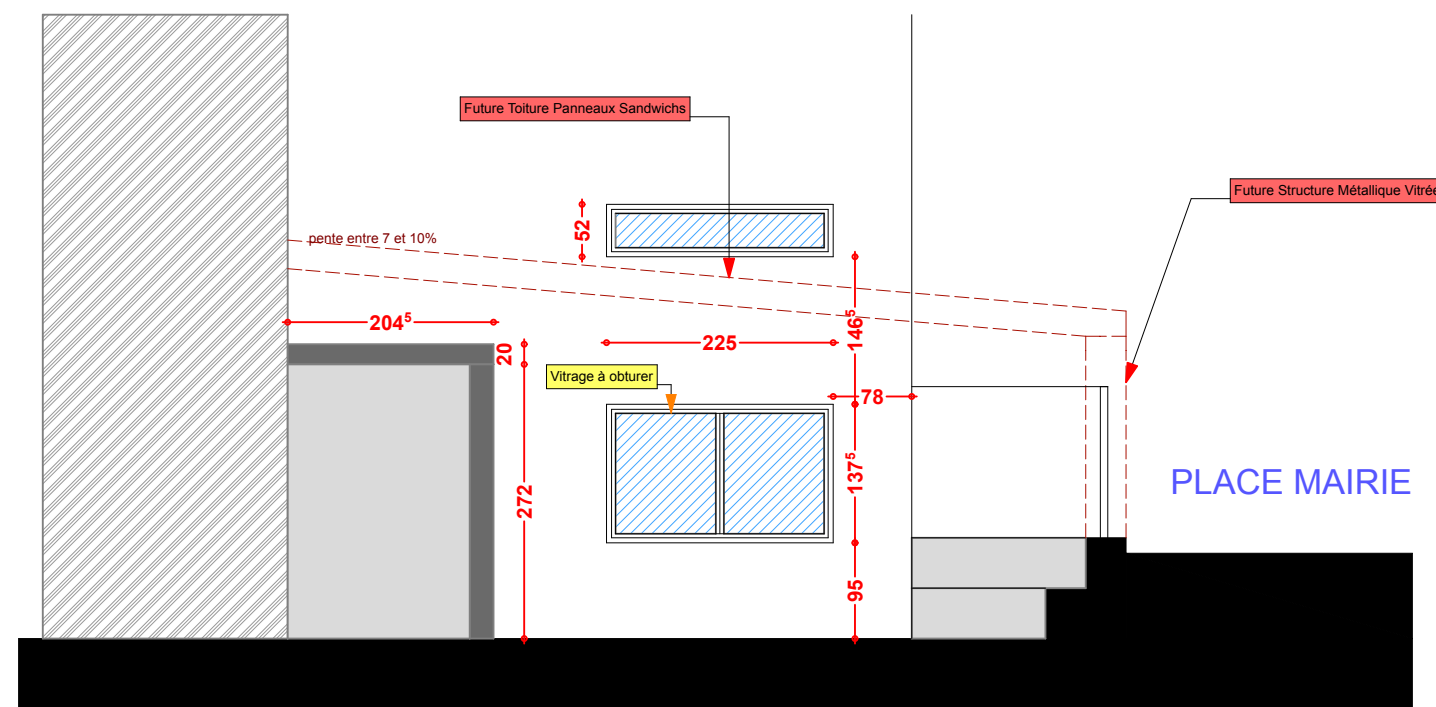 Future Toiture Panneaux Sandwichs
Future Structure Métallique Vitrée
52
pente entre 7 et 10%
204⁵
20
225
146⁵
Vitrage à obturer
78
272
137⁵
PLACE MAIRIE
95